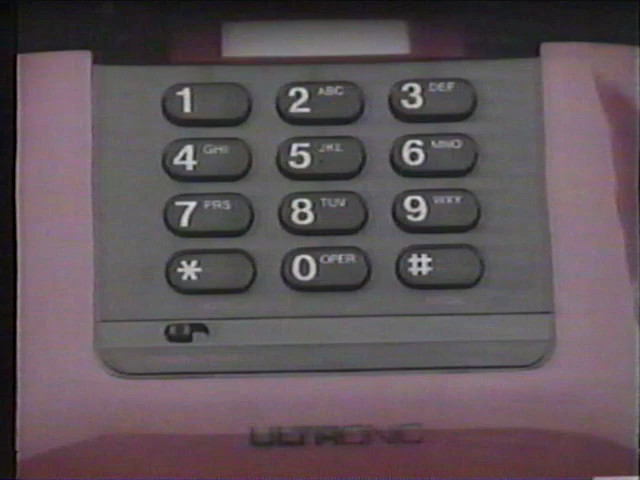 1 2 ABC 3 DEF
4 GHI 5 JKL 6 MNO
7 PRS 8 TUV 9 WXY
* 0 OPER #
ULTRONIC